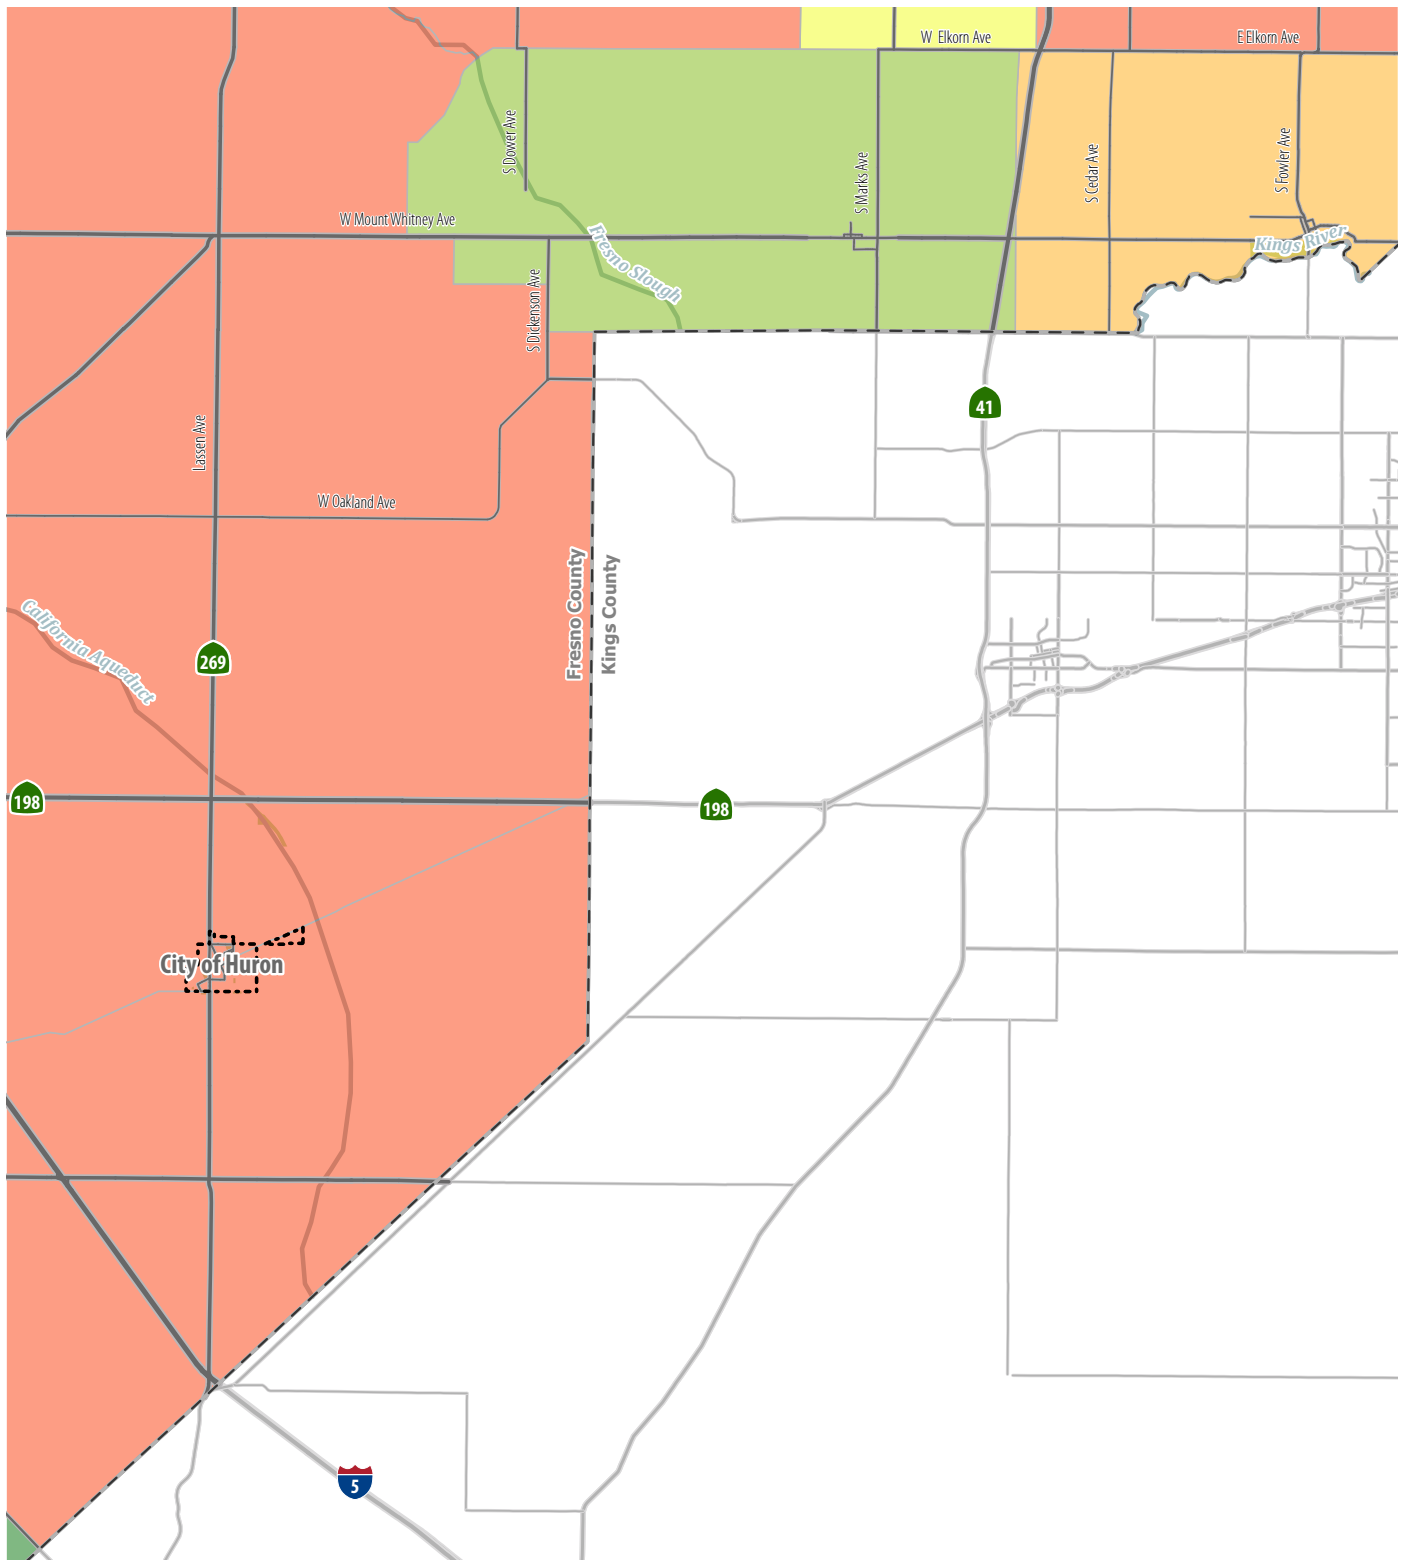 W Elkorn Ave
E Elkorn Ave
S Dower Ave
S Marks Ave
S Cedar Ave
S Fowler Ave
W Mount Whitney Ave
Kings River
Fresno Slough
S Dickenson Ave
41
Lassen Ave
W Oakland Ave
Fresno County
Kings County
California Aqueduct
269
198
198
City of Huron
5